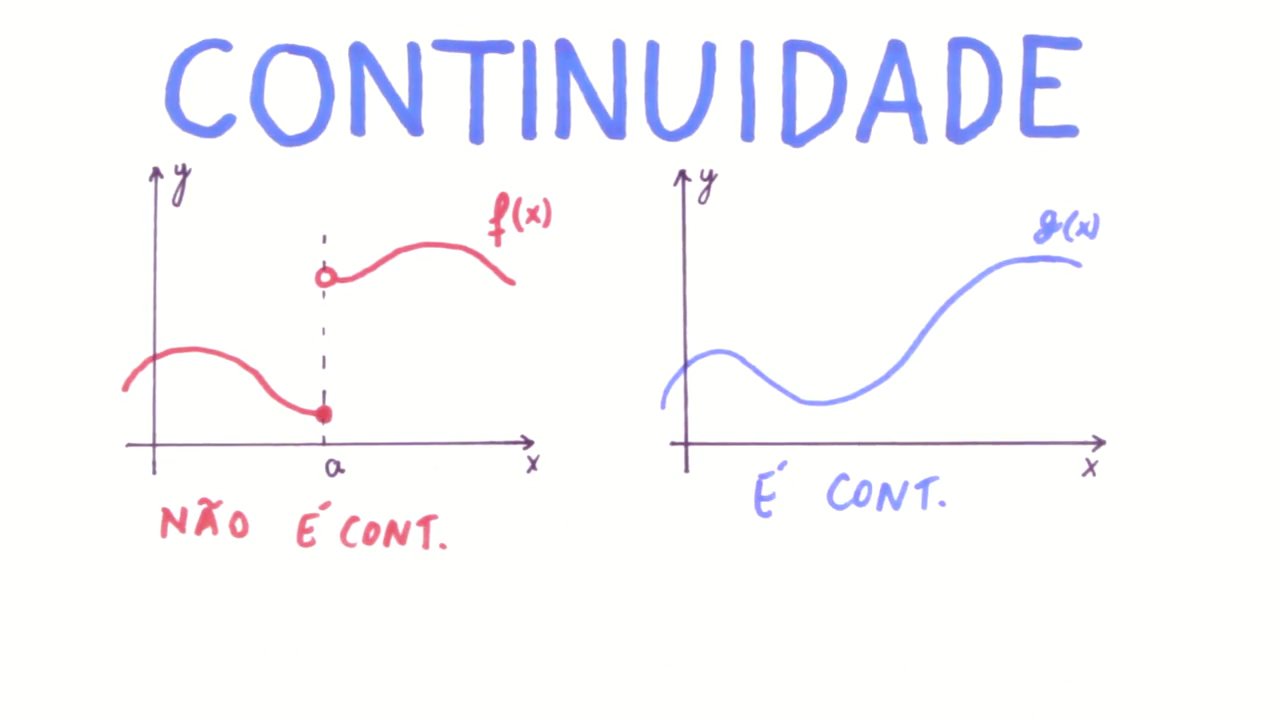 CONTINUIDADE
y
f(x)
a
x
NÃO É CONT.
y
g(x)
x
É CONT.